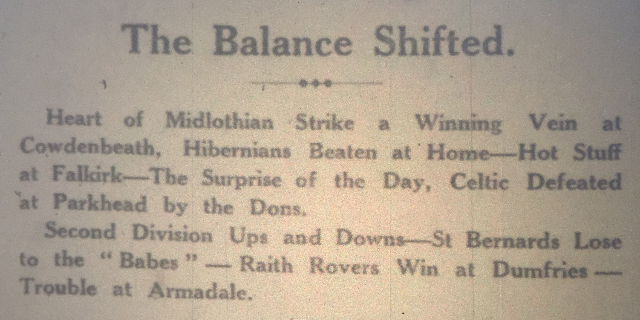 The Balance Shifted.
Heart of Midlothian Strike a Winning Vein at
Cowdenbeath, Hibernians Beaten at Home—Hot Stuff
at Falkirk—The Surprise of the Day, Celtic Defeated
at Parkhead by the Dons.
Second Division Ups and Downs—St Bernards Lose
to the "Babes" — Raith Rovers Win at Dumfries —
Trouble at Armadale.